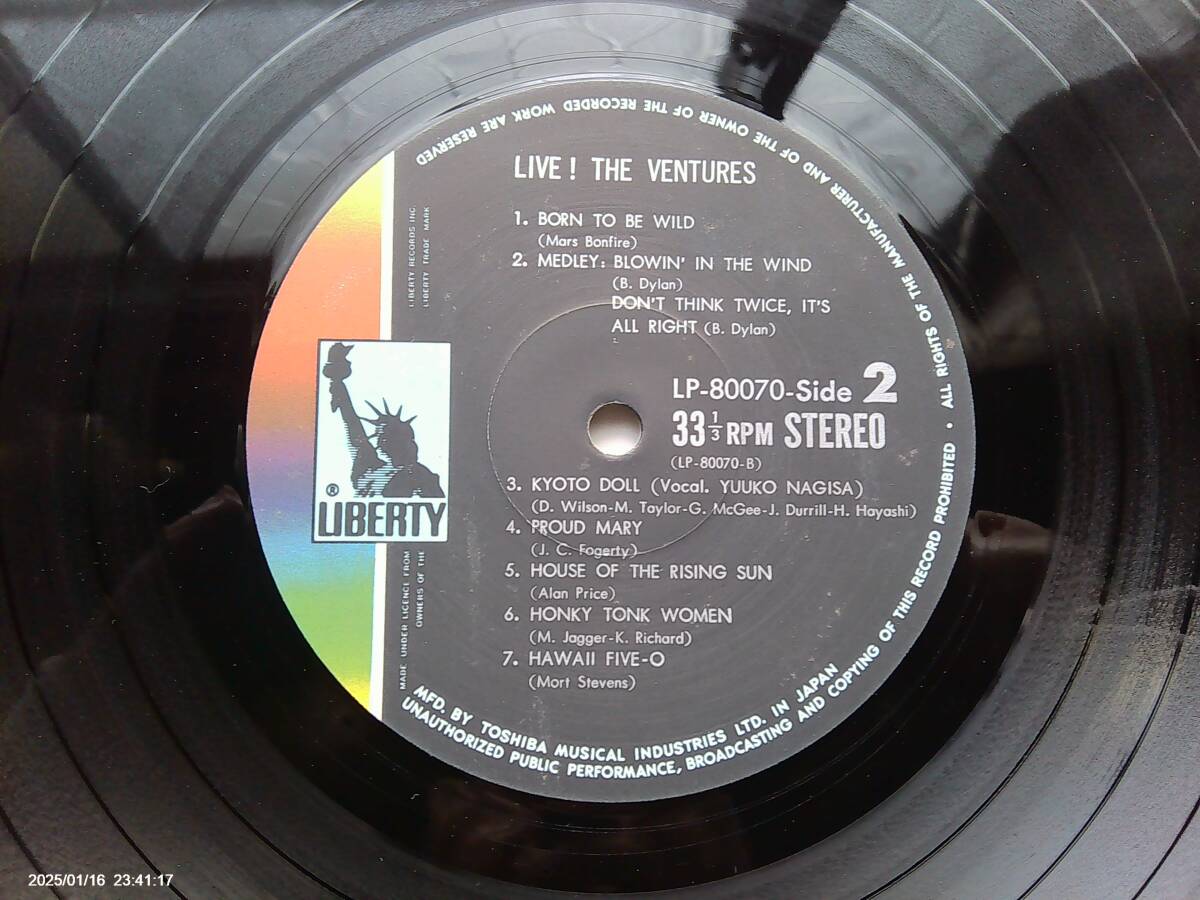 LIVE! THE VENTURES
1. BORN TO BE WILD
(Mars Bonfire)
2. MEDLEY: BLOWIN' IN THE WIND
(B. Dylan)
DON'T THINK TWICE, IT'S
ALL RIGHT (B. Dylan)
LP-80070-Side 2
33 1/3 RPM STEREO
(LP-80070-B)
3. KYOTO DOLL (Vocal. YUUKO NAGISA)
(D. Wilson-M. Taylor-G. McGee-J. Durrill-H. Hayashi)
4. PROUD MARY
(J. C. Fogerty)
5. HOUSE OF THE RISING SUN
(Alan Price)
6. HONKY TONK WOMEN
(M. Jagger-K. Richard)
7. HAWAII FIVE-O
(Mort Stevens)
LIBERTY RECORDS INC.
LIBERTY TRADE MARK
® LIBERTY
MADE UNDER LICENCE FROM
OWNERS OF THE
MFD. BY TOSHIBA MUSICAL INDUSTRIES LTD. IN JAPAN
UNAUTHORIZED PUBLIC PERFORMANCE, BROADCASTING AND COPYING OF THIS RECORD PROHIBITED • ALL RIGHTS OF THE MANUFACTURER AND OF THE OWNER OF THE RECORDED WORK ARE RESERVED
2025/01/16 23:41:17